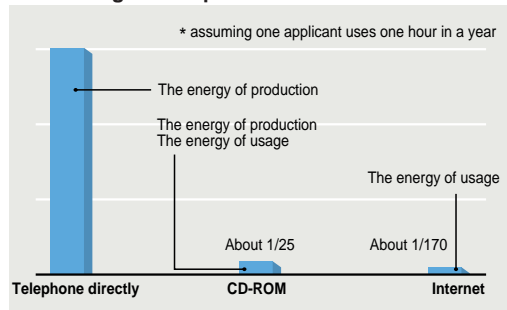 * assuming one applicant uses one hour in a year
The energy of production
The energy of production
The energy of usage
The energy of usage
About 1/25
About 1/170
Telephone directly
CD-ROM
Internet